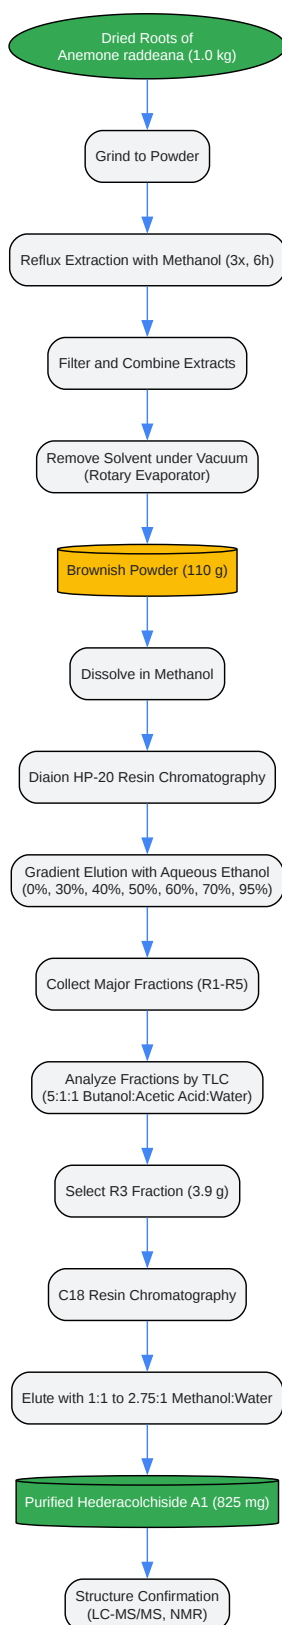 Dried Roots of
Anemone raddeana (1.0 kg)
Grind to Powder
Reflux Extraction with Methanol (3x, 6h)
Filter and Combine Extracts
Remove Solvent under Vacuum
(Rotary Evaporator)
Brownish Powder (110 g)
Dissolve in Methanol
Diaion HP-20 Resin Chromatography
Gradient Elution with Aqueous Ethanol
(0%, 30%, 40%, 50%, 60%, 70%, 95%)
Collect Major Fractions (R1-R5)
Analyze Fractions by TLC
(5:1:1 Butanol:Acetic Acid:Water)
Select R3 Fraction (3.9 g)
C18 Resin Chromatography
Elute with 1:1 to 2.75:1 Methanol:Water
Purified Hederacolchiside A1 (825 mg)
Structure Confirmation
(LC-MS/MS, NMR)